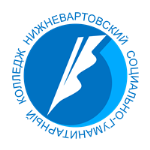 НИЖНЕВАРТОВСКИЙ СОЦИАЛЬНО-ГУМАНИТАРНЫЙ КОЛЛЕДЖ